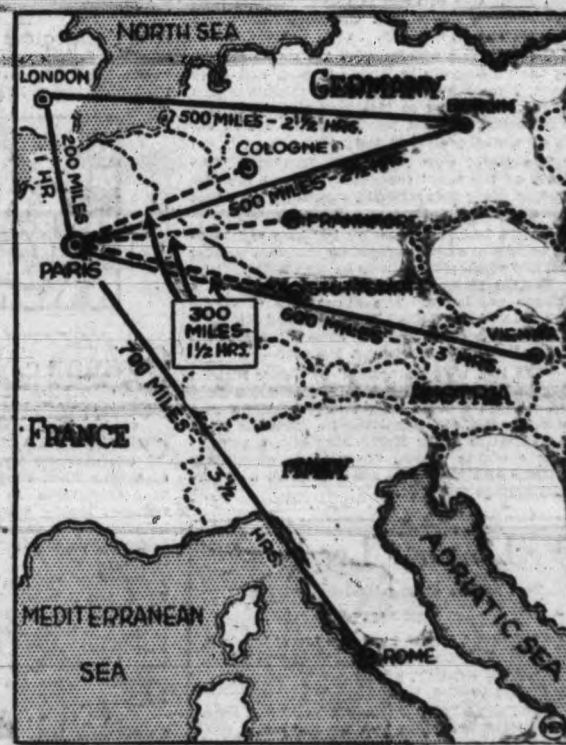 NORTH SEA
LONDON
GERMANY
BERLIN
500 MILES - 2½ HRS.
COLOGNE
200 MILES
1 HR.
500 MILES - 2½ HRS.
FRANKFORT
PARIS
STUTTGART
300
MILES-
1½ HRS.
600 MILES
3 HRS.
VIENNA
700 MILES-
3½
HRS.
AUSTRIA
FRANCE
ITALY
MEDITERRANEAN
SEA
ADRIATIC SEA
ROME